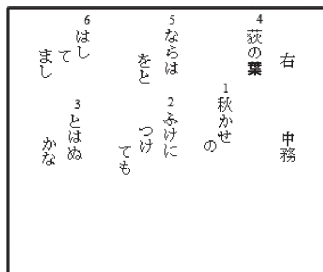 右
中務
1 秋かせ
の
2 ふけに
つけ
ても
3 とはぬ
かな
4 荻の葉
5 ならは
をと
6 はし
て
まし